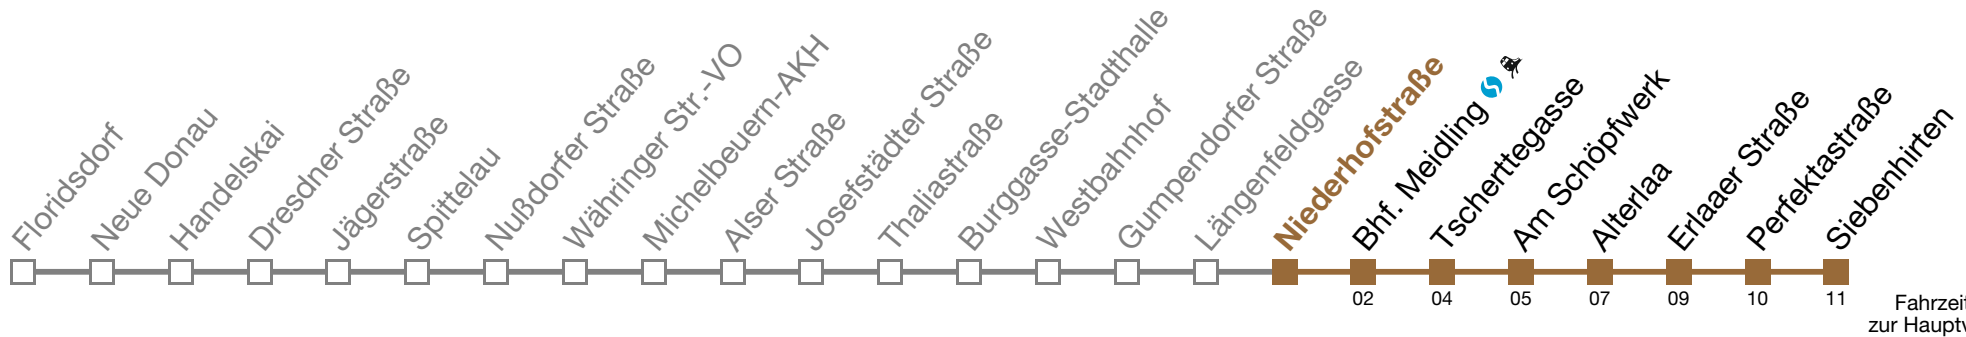 Floridsdorf
Neue Donau
Handelskai
Dresdner Straße
Jägerstraße
Spittelau
Nußdorfer Straße
Währinger Str.-VO
Michelbeuern-AKH
Alser Straße
Josefstädter Straße
Thaliastraße
Burggasse-Stadthalle
Westbahnhof
Gumpendorfer Straße
Längenfeldgasse
Niederhofstraße
Bhf. Meidling
Tscherttegasse
Am Schöpfwerk
Alterlaa
Erlaaer Straße
Perfektastraße
Siebenhirten
02 04 05 07 09 10 11
Fahrzeit
zur Hauptv